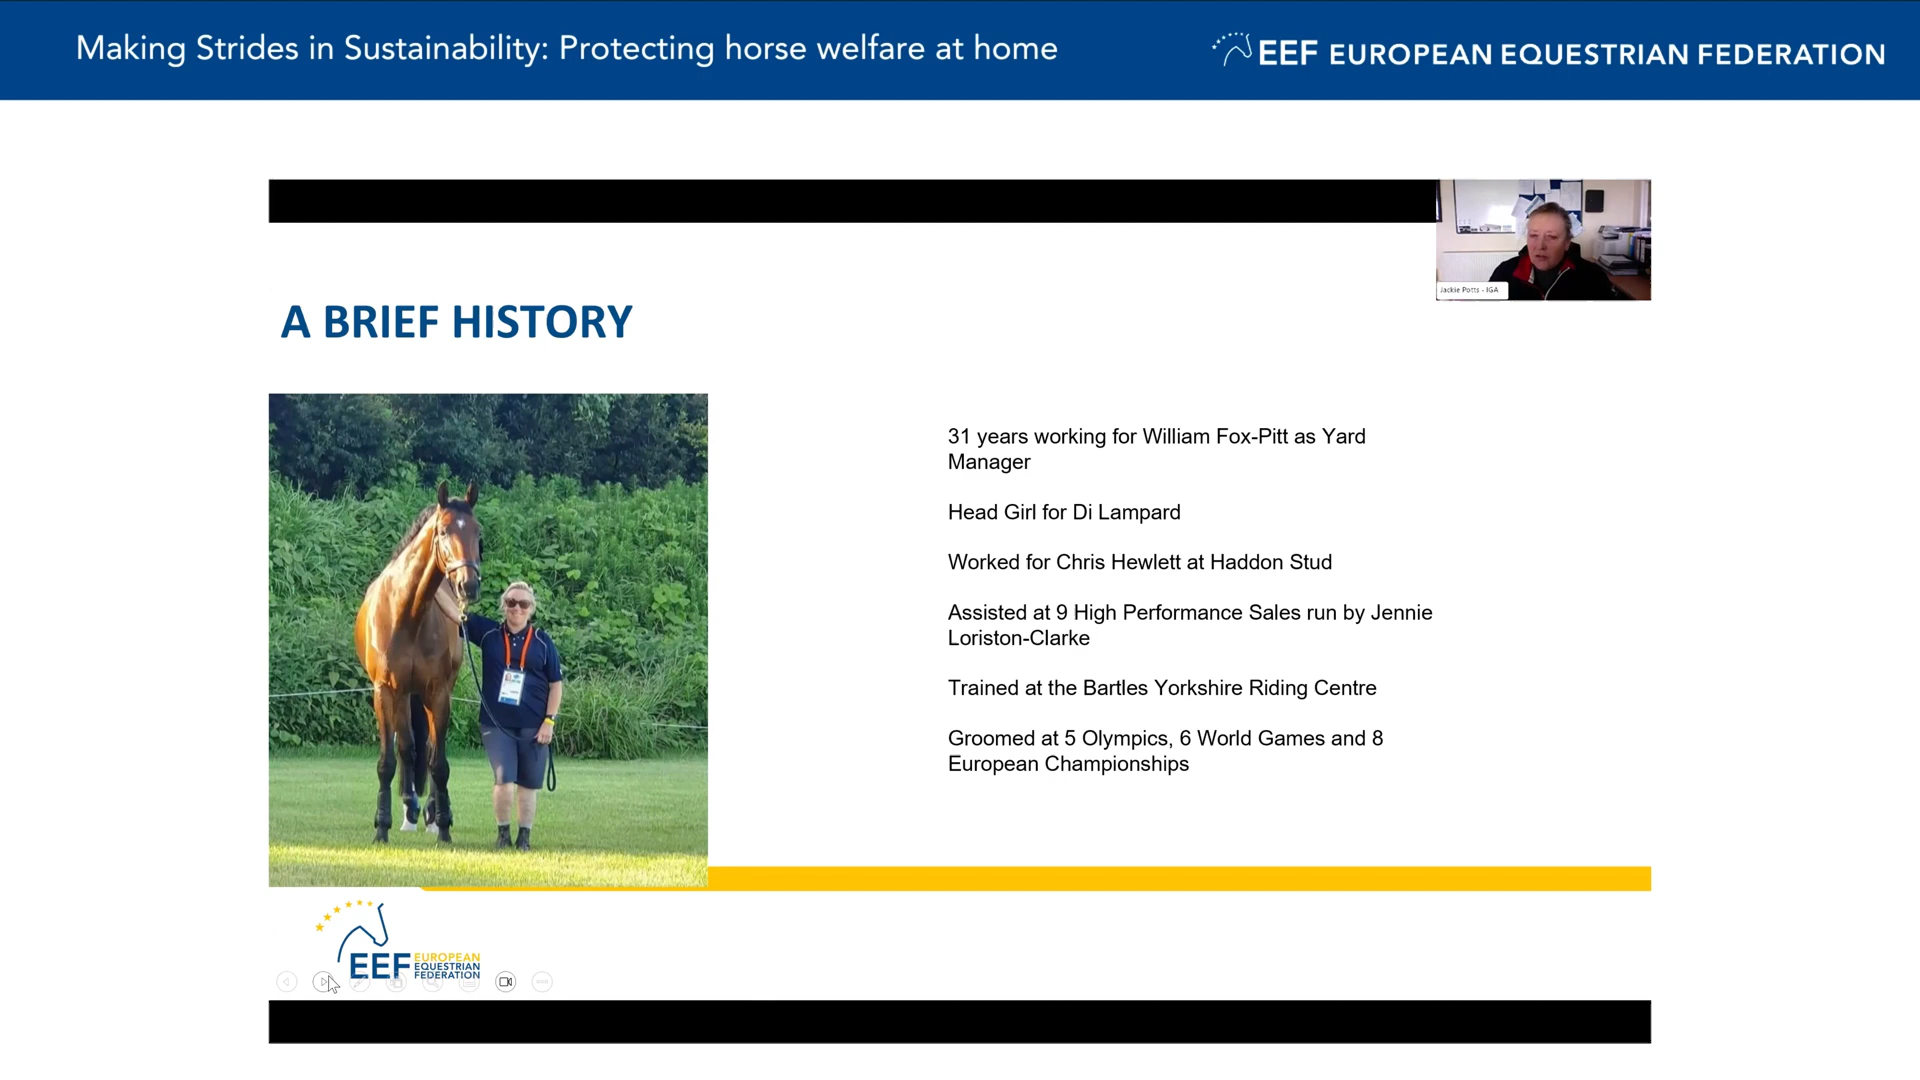 Making Strides in Sustainability: Protecting horse welfare at home
EEF EUROPEAN EQUESTRIAN FEDERATION
Jackie Potts - IGA
A BRIEF HISTORY
31 years working for William Fox-Pitt as Yard
Manager
Head Girl for Di Lampard
Worked for Chris Hewlett at Haddon Stud
Assisted at 9 High Performance Sales run by Jennie
Loriston-Clarke
Trained at the Bartles Yorkshire Riding Centre
Groomed at 5 Olympics, 6 World Games and 8
European Championships
EEF EUROPEAN
EQUESTRIAN
FEDERATION